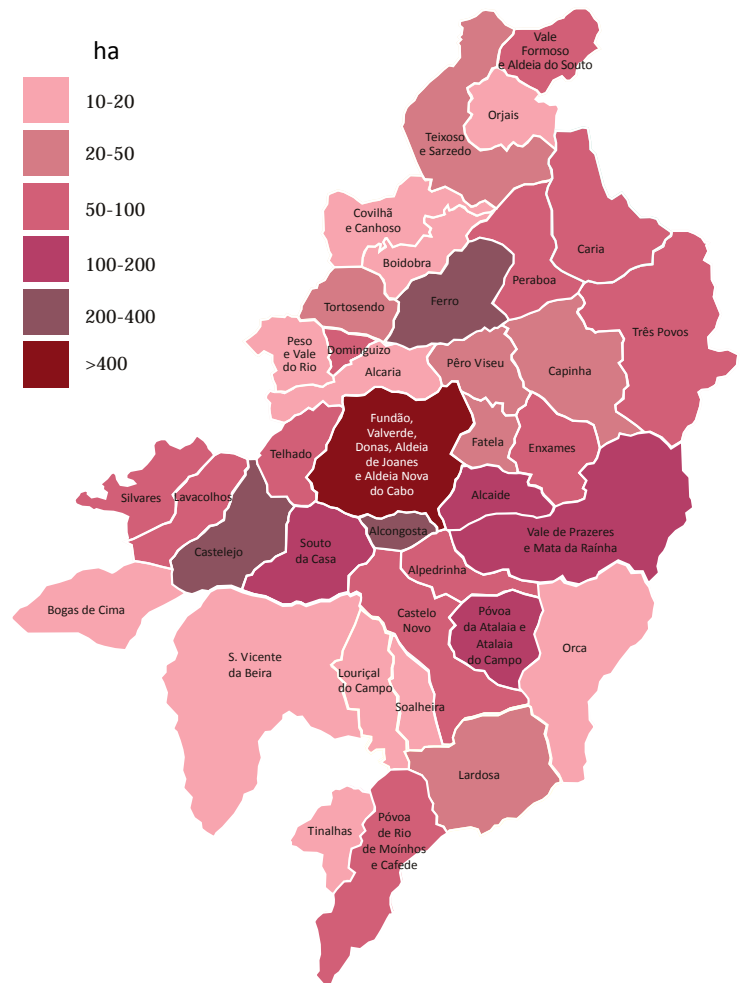 ha
10-20
20-50
50-100
100-200
200-400
>400
Vale
Formoso
e Aldeia do Souto
Orjais
Teixoso
e Sarzedo
Covilhã
e Canhoso
Boidobra
Caria
Peraboa
Ferro
Tortosendo
Três Povos
Peso
e Vale
do Rio
Dominguizo
Alcaria
Pêro Viseu
Capinha
Fundão,
Valverde,
Donas, Aldeia
de Joanes
e Aldeia Nova
do Cabo
Fatela
Enxames
Telhado
Silvares
Lavacolhos
Alcaide
Alcongosta
Vale de Prazeres
e Mata da Raínha
Castelejo
Souto
da Casa
Alpedrinha
Bogas de Cima
Castelo
Novo
Póvoa
da Atalaia e
Atalaia
do Campo
Orca
S. Vicente
da Beira
Louriçal
do Campo
Soalheira
Lardosa
Tinalhas
Póvoa
de Rio
de Moínhos
e Cafede